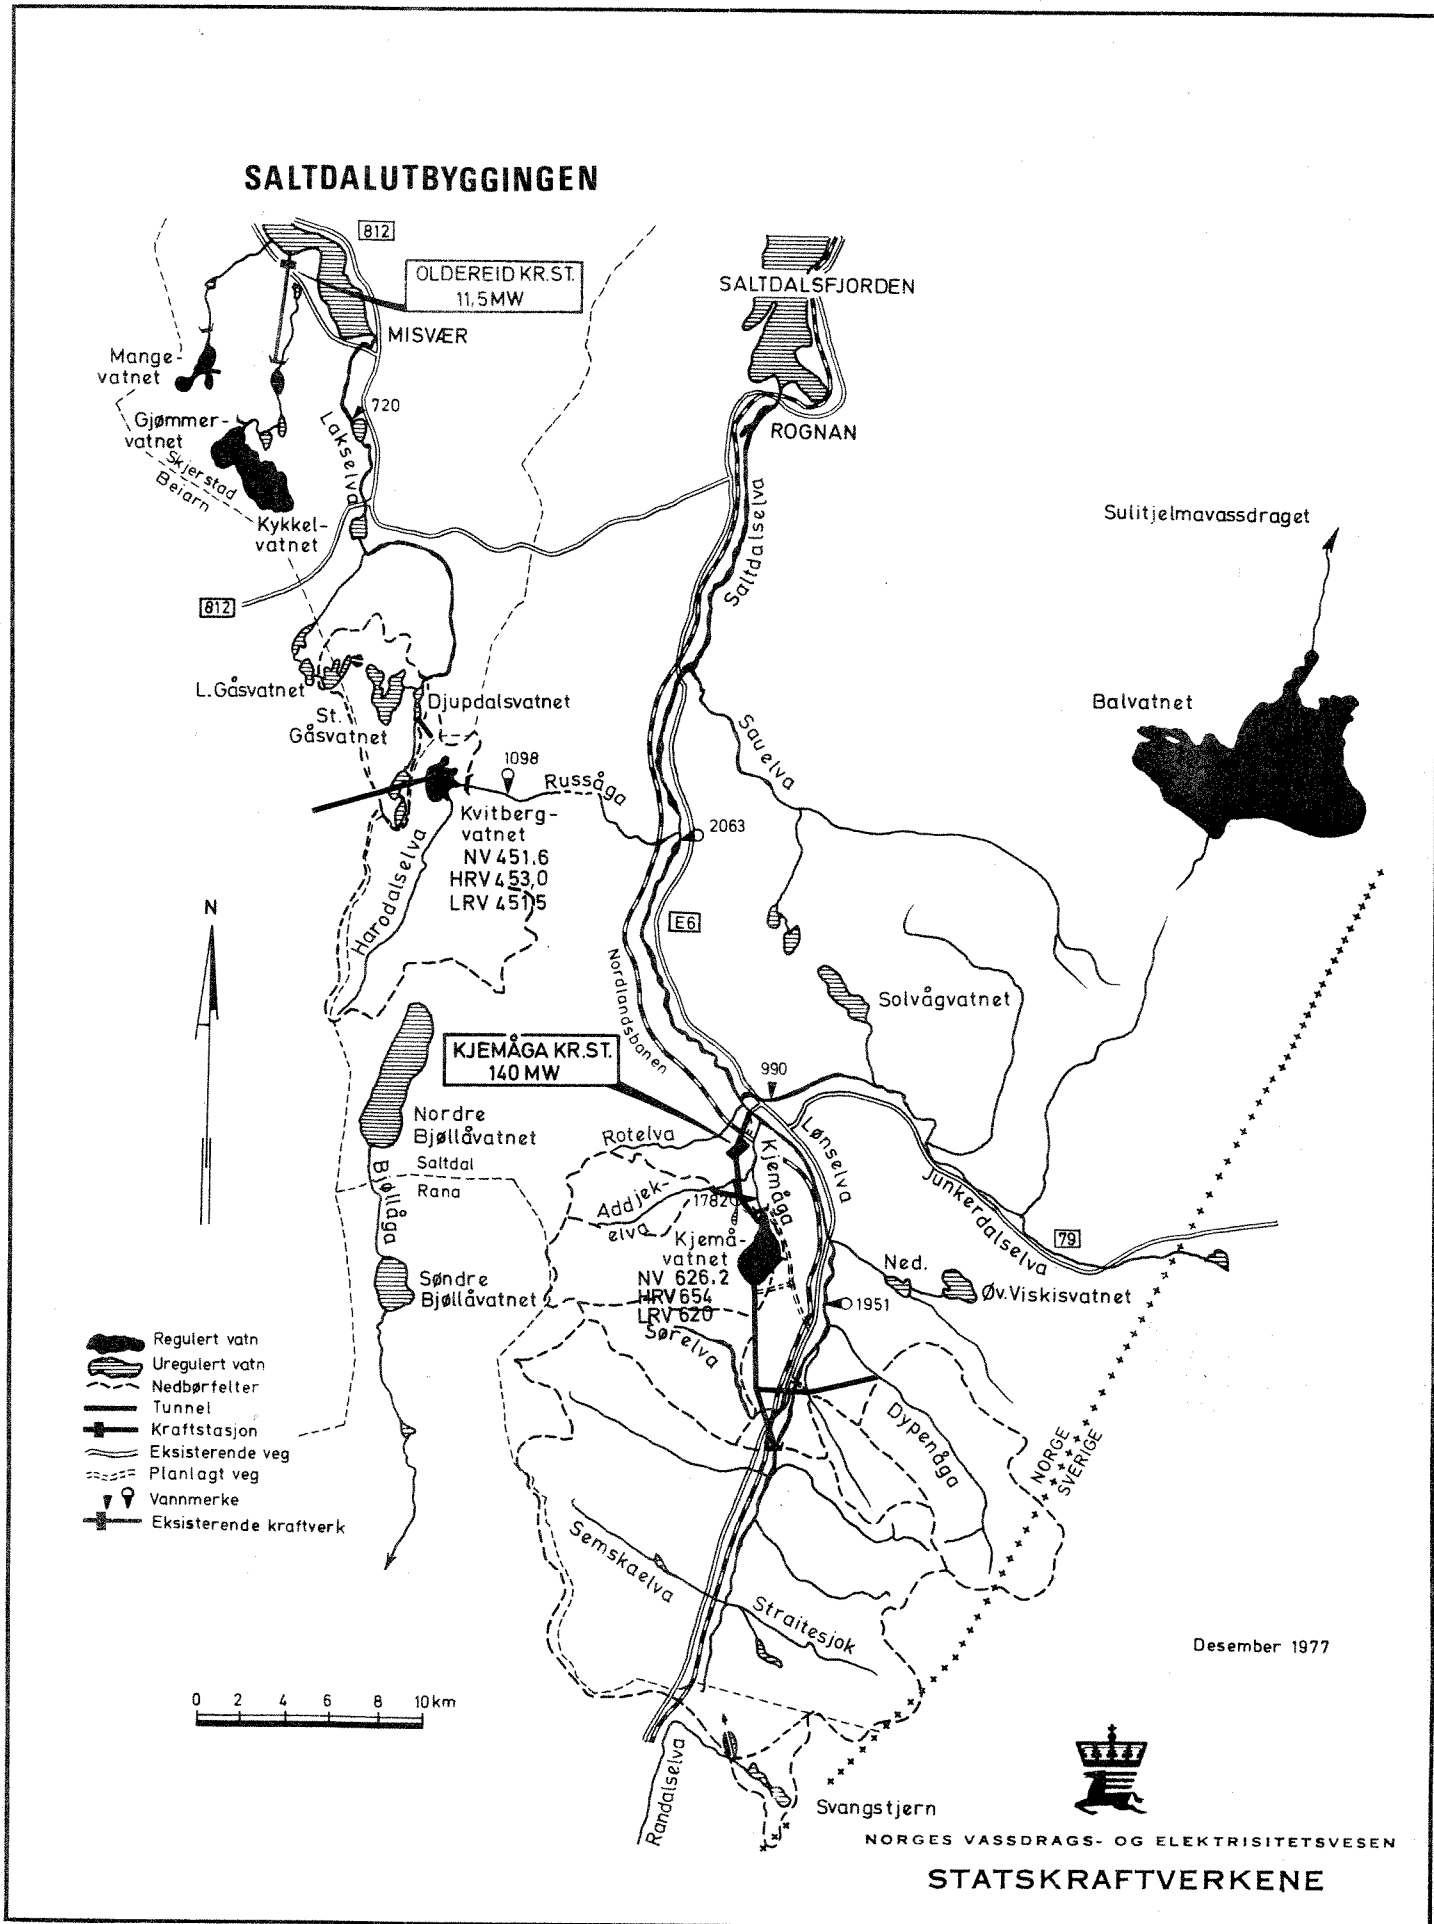 SALTDALUTBYGGINGEN
812
OLDEREID KR.ST.
11,5MW
SALTDALSFJORDEN
MISVÆR
Mange-
vatnet
720
Gjømmer-
vatnet
Lakselva
ROGNAN
Skjerstad
Beiarn
Kykkel-
vatnet
Saltdalselva
Sulitjelmavassdraget
812
L.Gåsvatnet
St.
Gåsvatnet
Djupdalsvatnet
Balvatnet
Sauelva
1098
Russåga
Kvitberg-
vatnet
NV 451,6
HRV 453,0
LRV 451,5
2063
Harodalselva
N
E6
Nordlandsbanen
Solvågvatnet
KJEMÅGA KR.ST.
140 MW
990
Nordre
Bjøllåvatnet
Rotelva
Kjemåga
Lønselva
Saltdal
Rana
Bjøllåga
Addjek-
elva
1782
Junkerdalselva
79
Kjemå-
vatnet
NV 626.2
HRV 654
LRV 620
Ned.
Øv.Viskisvatnet
Søndre
Bjøllåvatnet
1951
Sørelva
Regulert vatn
Uregulert vatn
Nedbørfelter
Tunnel
Kraftstasjon
Eksisterende veg
Planlagt veg
Vannmerke
Eksisterende kraftverk
Dypenåga
NORGE
SVERIGE
Semskaelva
Straitesjok
Desember 1977
0 2 4 6 8 10 km
Randalselva
Svangstjern
NORGES VASSDRAGS- OG ELEKTRISITETSVESEN
STATSKRAFTVERKENE